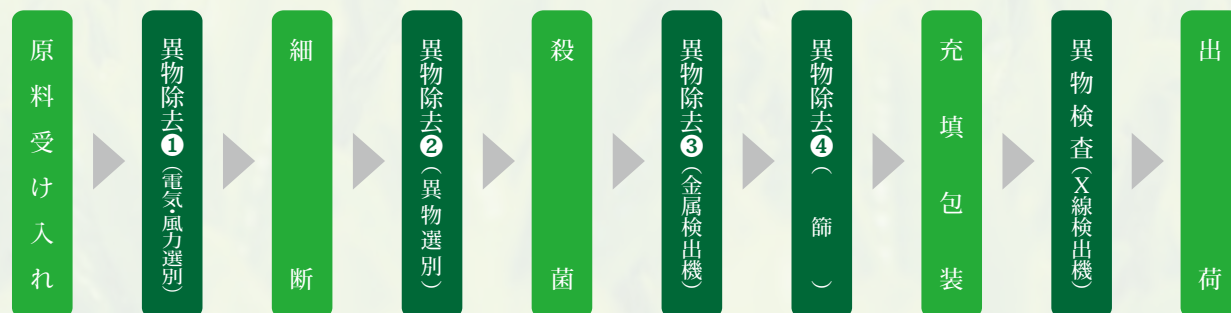 原料受け入れ
異物除去❶(電気・風力選別)
細断
異物除去❷(異物選別)
殺菌
異物除去❸(金属検出機)
異物除去❹(篩)
充填包装
異物検査(X線検出機)
出荷